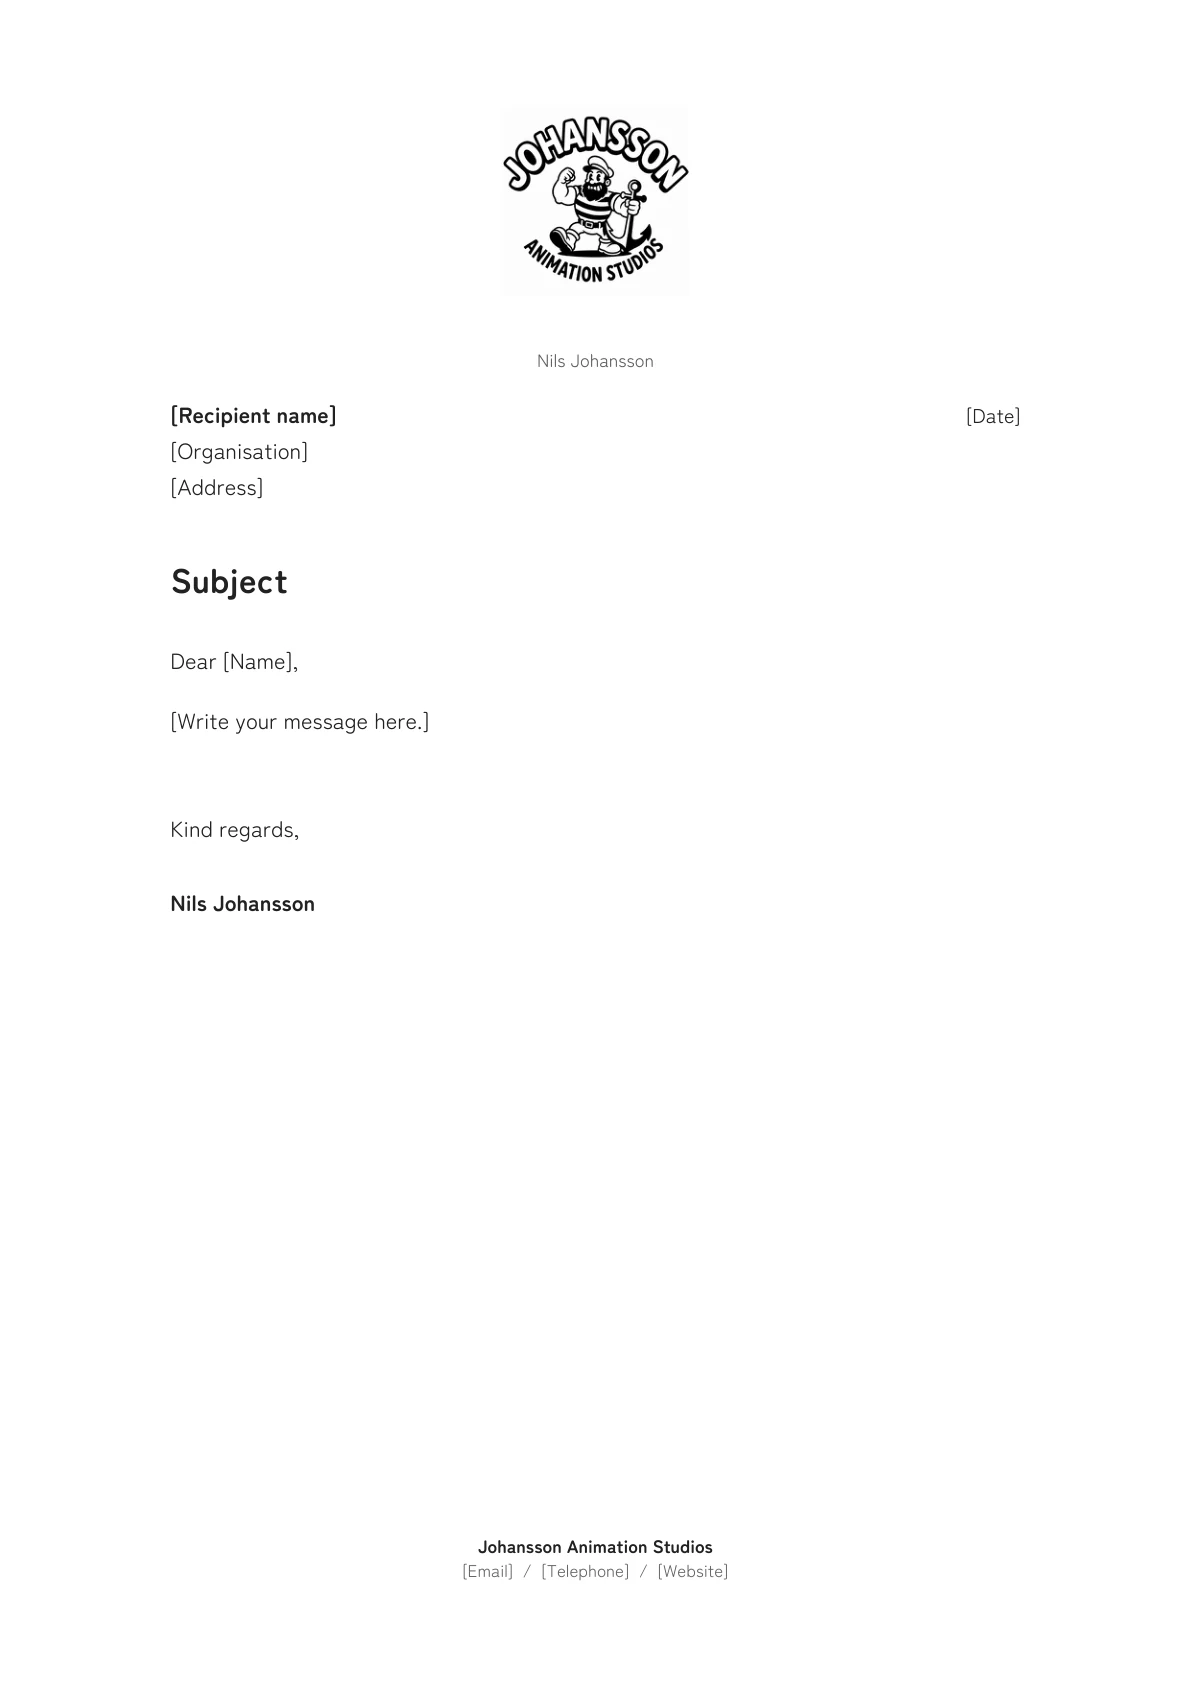 JOHANSSON
ANIMATION STUDIOS
Nils Johansson
[Recipient name]
[Date]
[Organisation]
[Address]
Subject
Dear [Name],
[Write your message here.]
Kind regards,
Nils Johansson
Johansson Animation Studios
[Email] / [Telephone] / [Website]